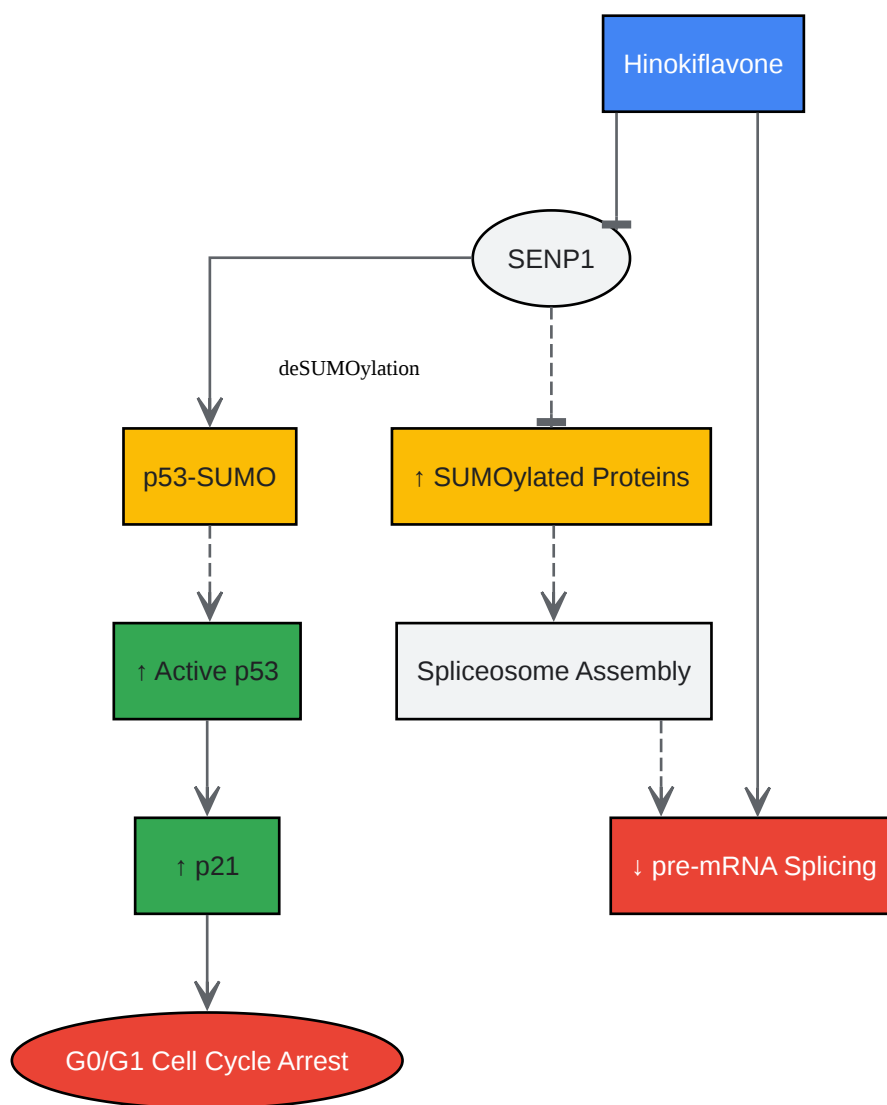 Hinokiflavone
SENP1
deSUMOylation
p53-SUMO
↑ SUMOylated Proteins
↑ Active p53
Spliceosome Assembly
↑ p21
↓ pre-mRNA Splicing
G0/G1 Cell Cycle Arrest